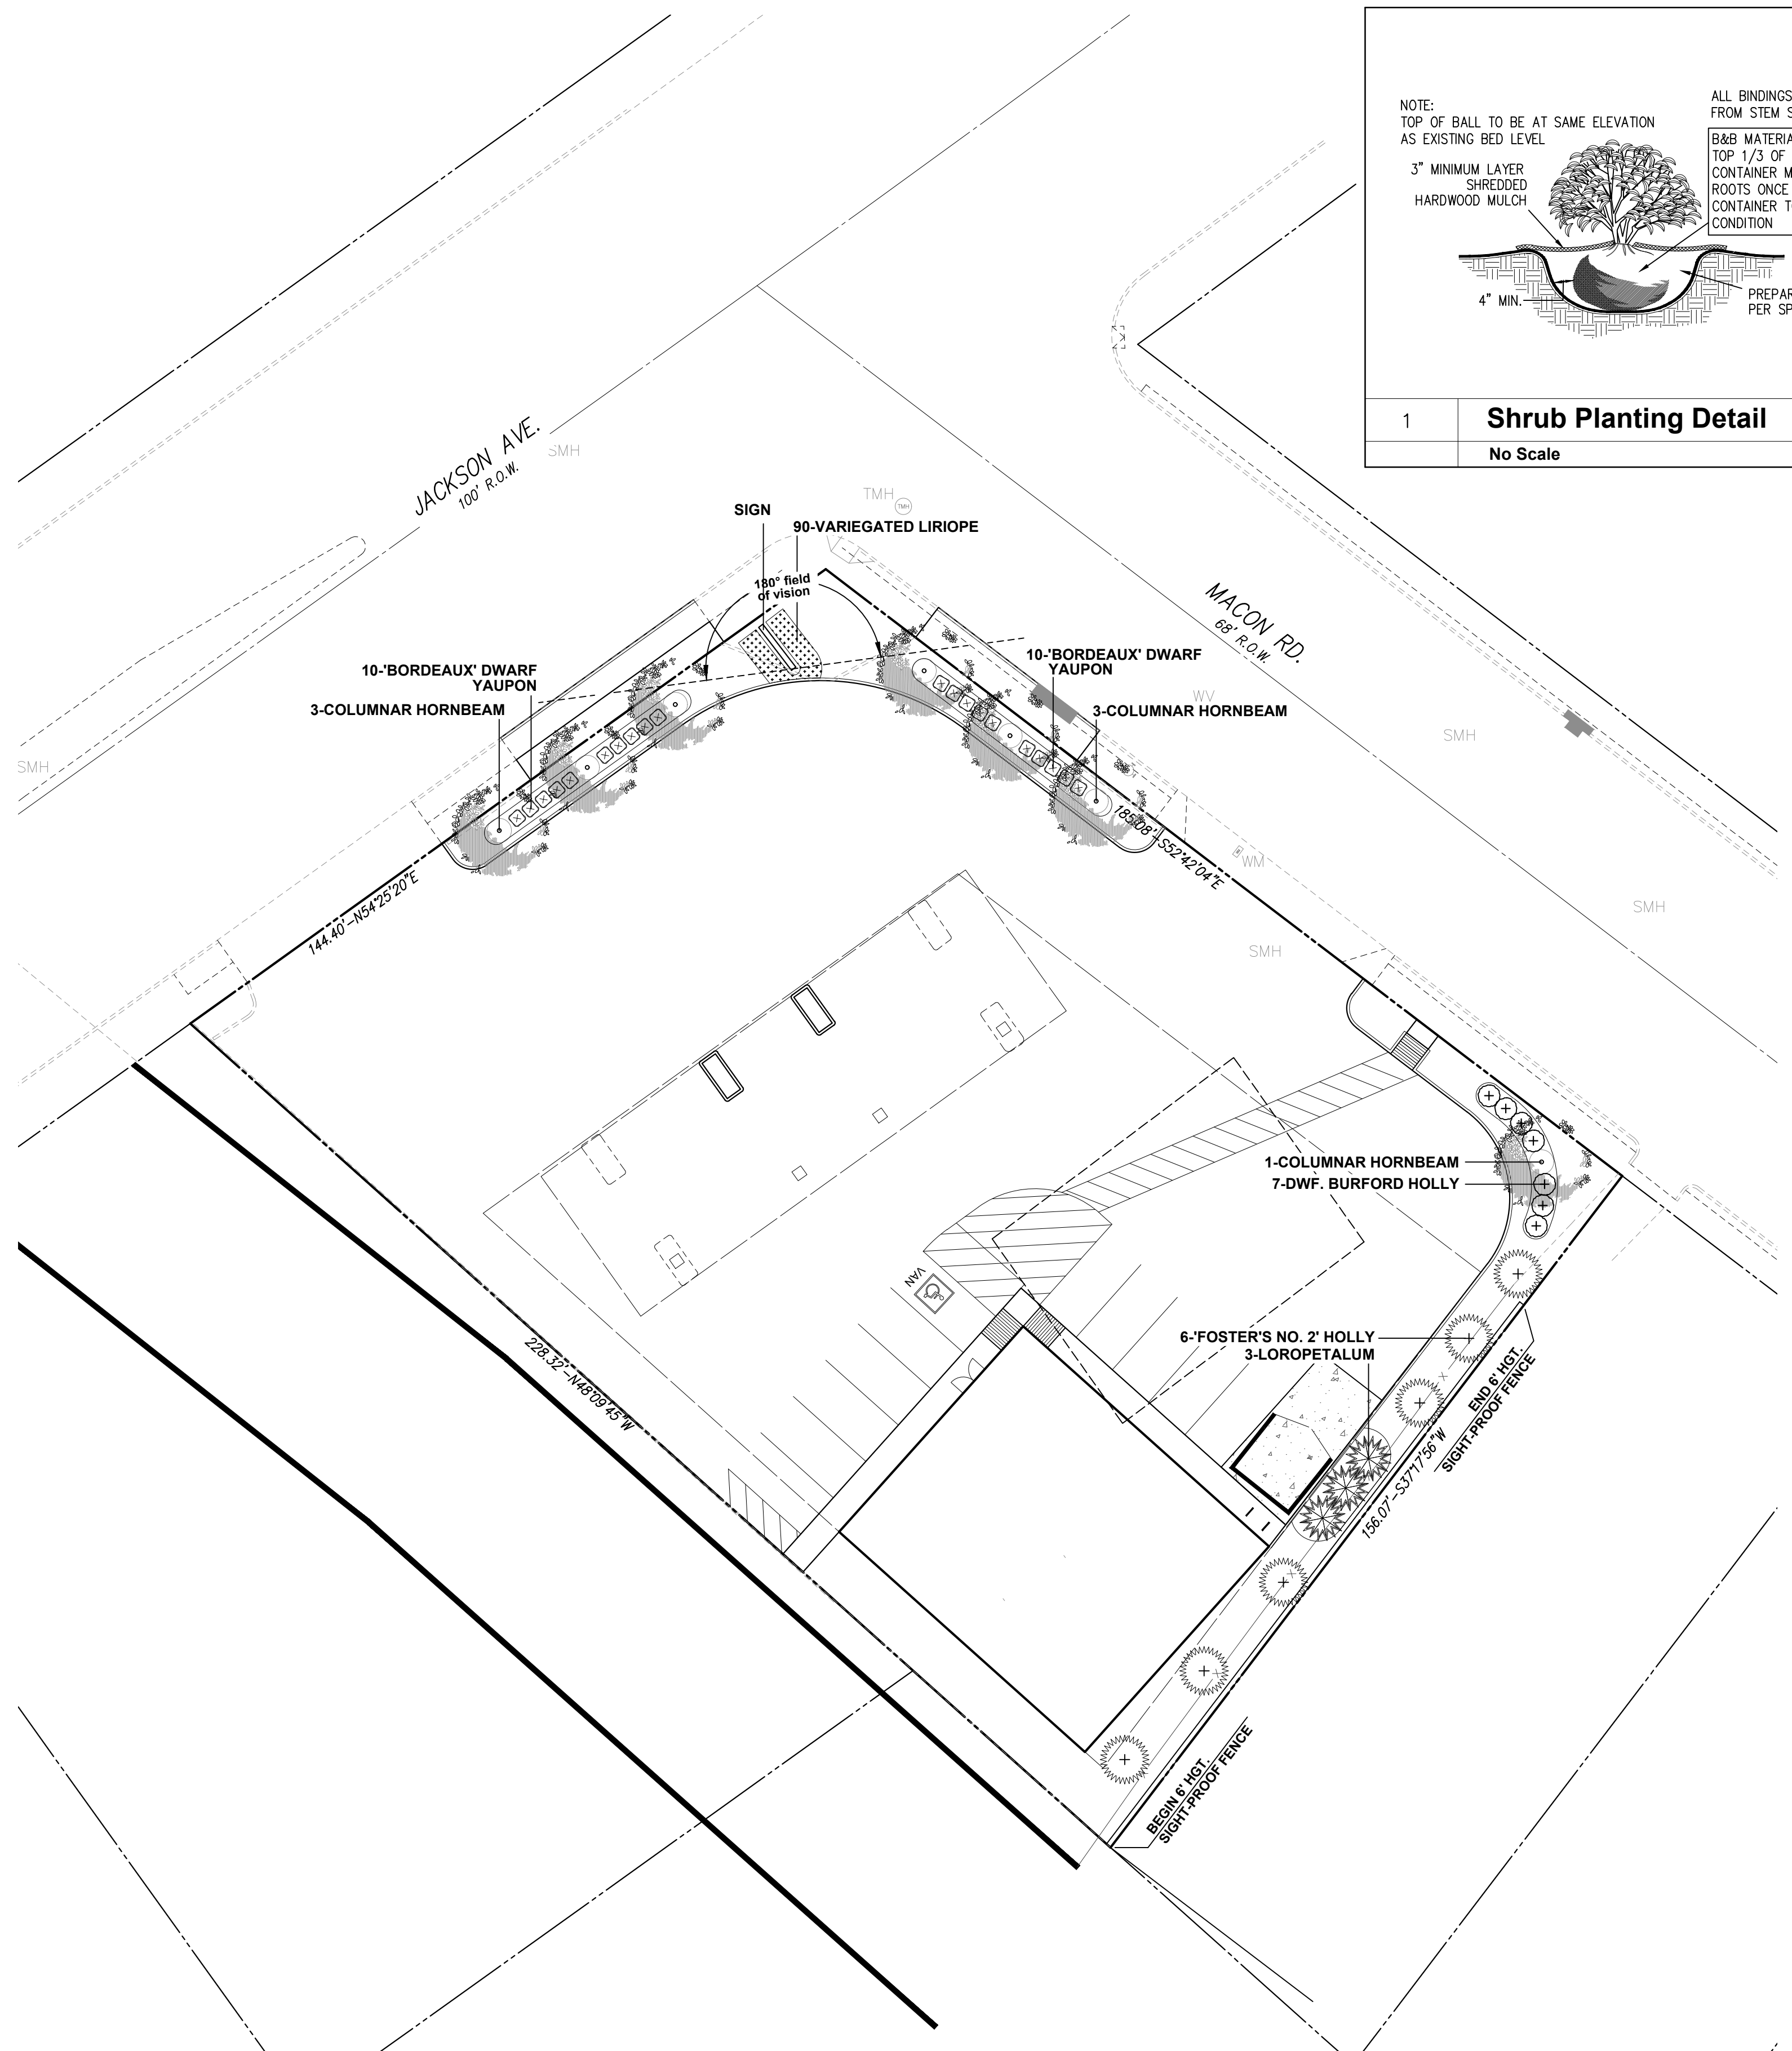 NOTE:
TOP OF BALL TO BE AT SAME ELEVATION
AS EXISTING BED LEVEL
3" MINIMUM LAYER
SHREDDED
HARDWOOD MULCH
4" MIN.
ALL BINDINGS
FROM STEM S
B&B MATERIA
TOP 1/3 OF
CONTAINER M
ROOTS ONCE
CONTAINER T
CONDITION
PREPAR
PER SP
1
Shrub Planting Detail
No Scale
JACKSON AVE.
100' R.O.W.
SMH
TMH
TMH
SIGN
90-VARIEGATED LIRIOPE
180° field
of vision
MACON RD.
68' R.O.W.
10-'BORDEAUX' DWARF
YAUPON
3-COLUMNAR HORNBEAM
10-'BORDEAUX' DWARF
YAUPON
3-COLUMNAR HORNBEAM
WV
SMH
SMH
185.08'-S52°42'04"E
WM
144.40'-N54°25'20"E
SMH
SMH
1-COLUMNAR HORNBEAM
7-DWF. BURFORD HOLLY
VAN
6-'FOSTER'S NO. 2' HOLLY
3-LOROPETALUM
228.32'-N48°09'45"W
END 6' HGT.
SIGHT-PROOF FENCE
156.07'-S37°17'56"W
BEGIN 6' HGT.
SIGHT-PROOF FENCE